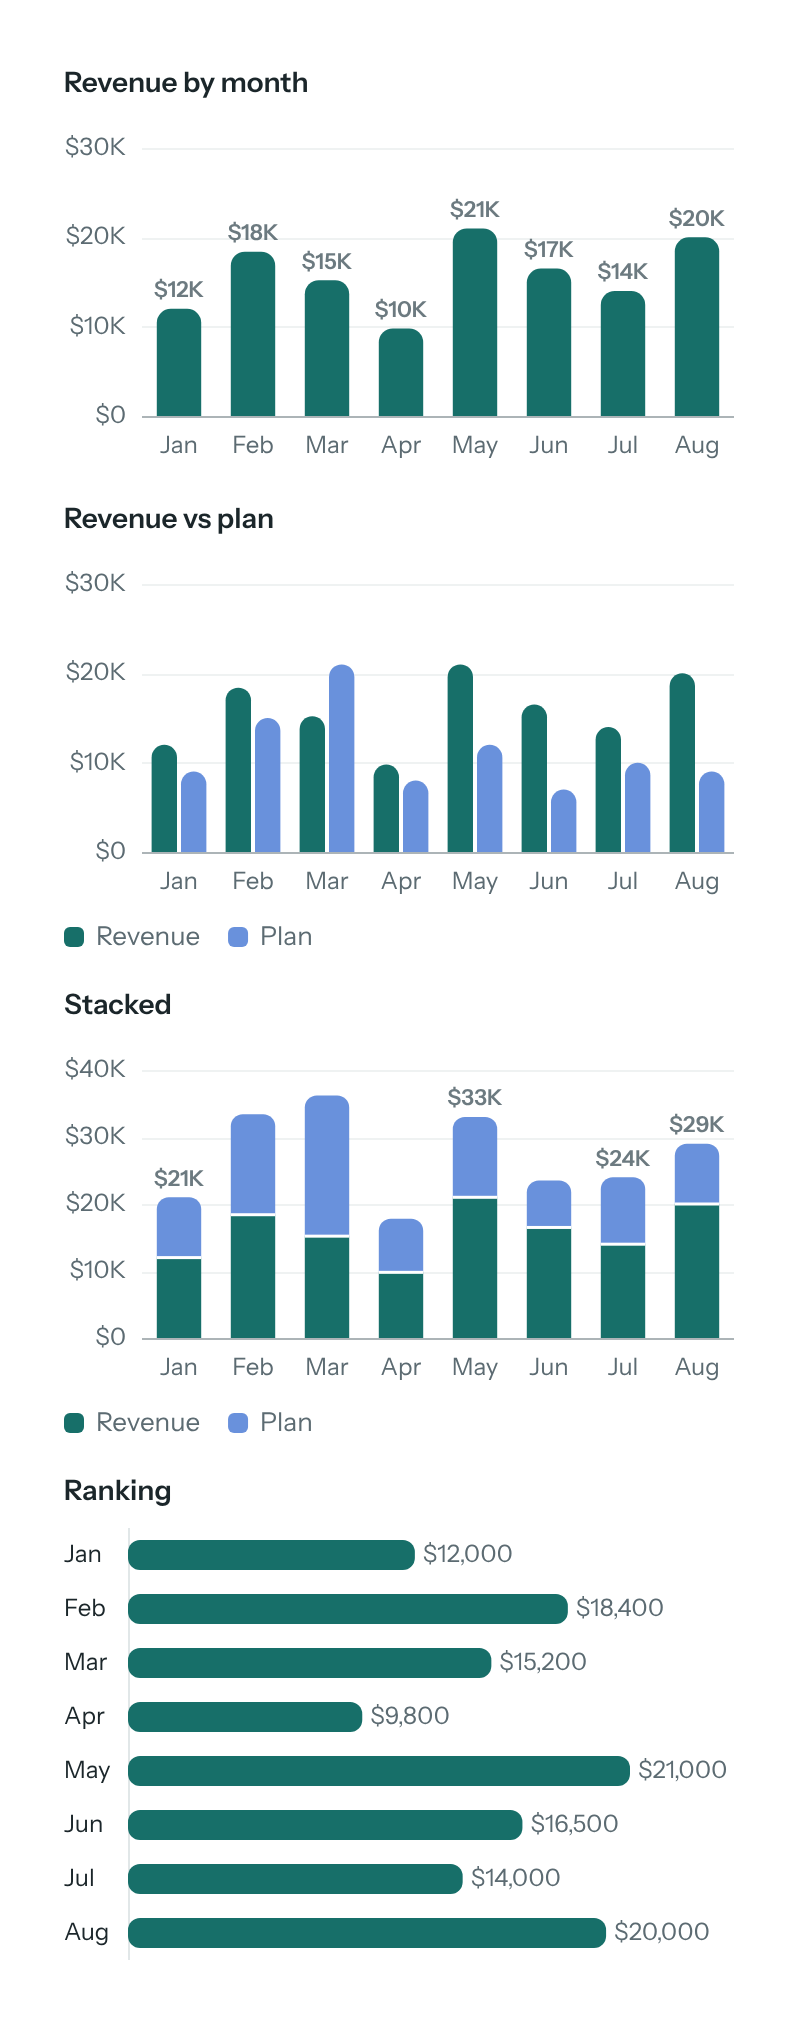 Revenue by month
$30K
$20K
$10K
$0
$12K
$18K
$15K
$10K
$21K
$17K
$14K
$20K
Jan Feb Mar Apr May Jun Jul Aug
Revenue vs plan
$30K
$20K
$10K
$0
Jan Feb Mar Apr May Jun Jul Aug
Revenue Plan
Stacked
$40K
$30K
$20K
$10K
$0
$21K
$33K
$24K
$29K
Jan Feb Mar Apr May Jun Jul Aug
Revenue Plan
Ranking
Jan $12,000
Feb $18,400
Mar $15,200
Apr $9,800
May $21,000
Jun $16,500
Jul $14,000
Aug $20,000